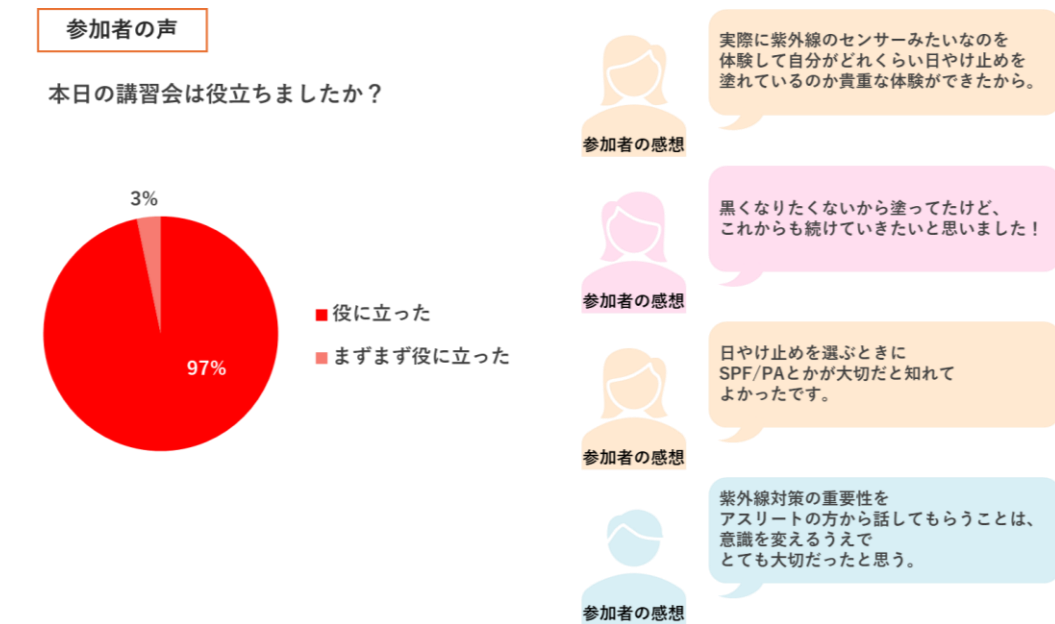 参加者の声
本日の講習会は役立ちましたか？
3%
97%
役に立った
まずまず役に立った
実際に紫外線のセンサーみたいなのを
体験して自分がどれくらい日やけ止めを
塗れているのか貴重な体験ができたから。
参加者の感想
黒くなりたくないから塗ってたけど、
これからも続けていきたいと思いました！
参加者の感想
日やけ止めを選ぶときに
SPF/PAとかが大切だと知れて
よかったです。
参加者の感想
紫外線対策の重要性を
アスリートの方から話してもらうことは、
意識を変えるうえで
とても大切だったと思う。
参加者の感想